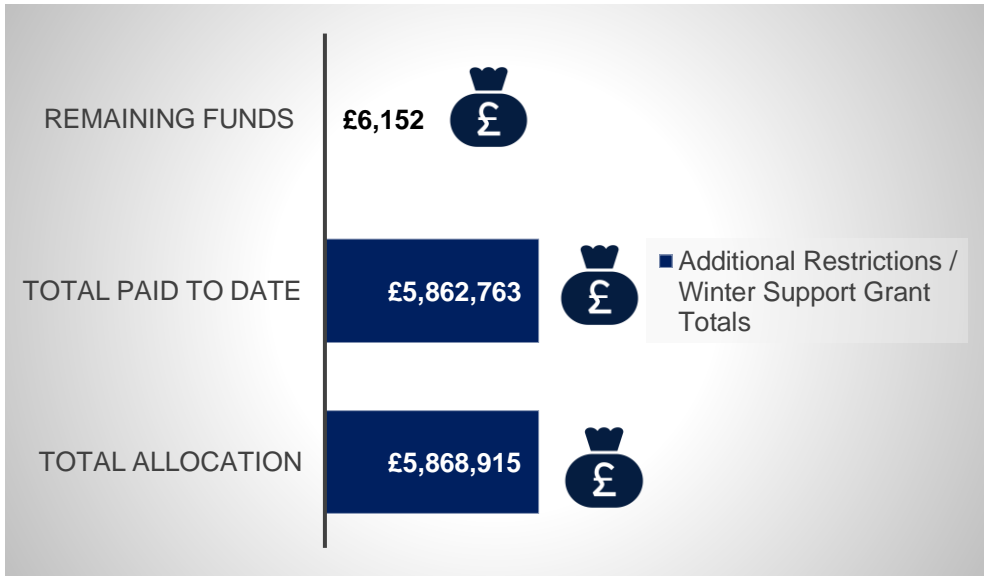 REMAINING FUNDS £6,152 £
TOTAL PAID TO DATE £5,862,763 £
Additional Restrictions /
Winter Support Grant
Totals
TOTAL ALLOCATION £5,868,915 £